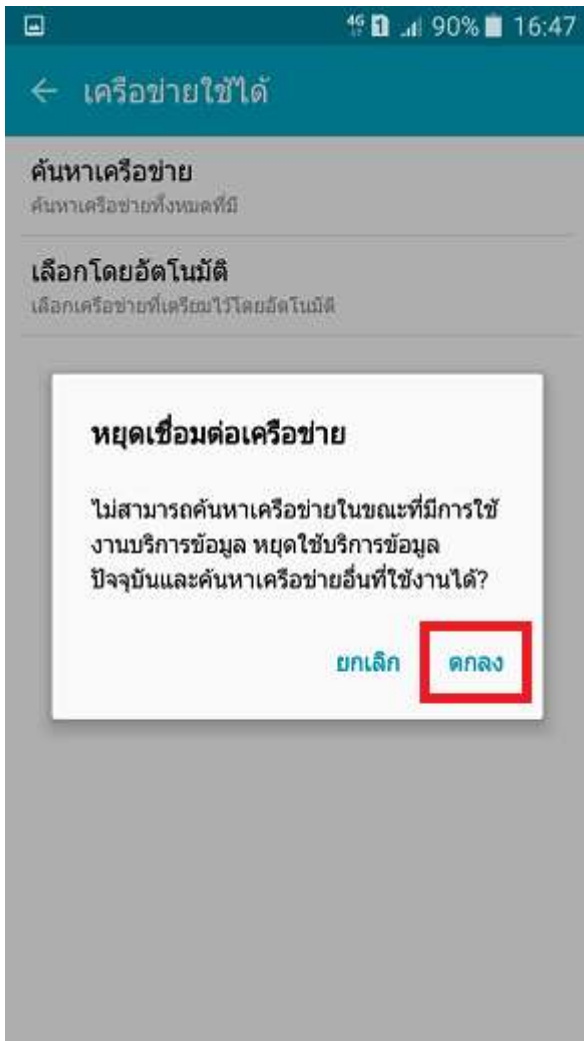 4G 1 90% 16:47
เครือข่ายใช้ได้
ค้นหาเครือข่าย
ค้นหาเครือข่ายทั้งหมดที่มี
เลือกโดยอัตโนมัติ
เลือกเครือข่ายที่เตรียมไว้โดยอัตโนมัติ
หยุดเชื่อมต่อเครือข่าย
ไม่สามารถค้นหาเครือข่ายในขณะที่มีการใช้
งานบริการข้อมูล หยุดใช้บริการข้อมูล
ปัจจุบันและค้นหาเครือข่ายอื่นที่ใช้งานได้?
ยกเลิก ตกลง